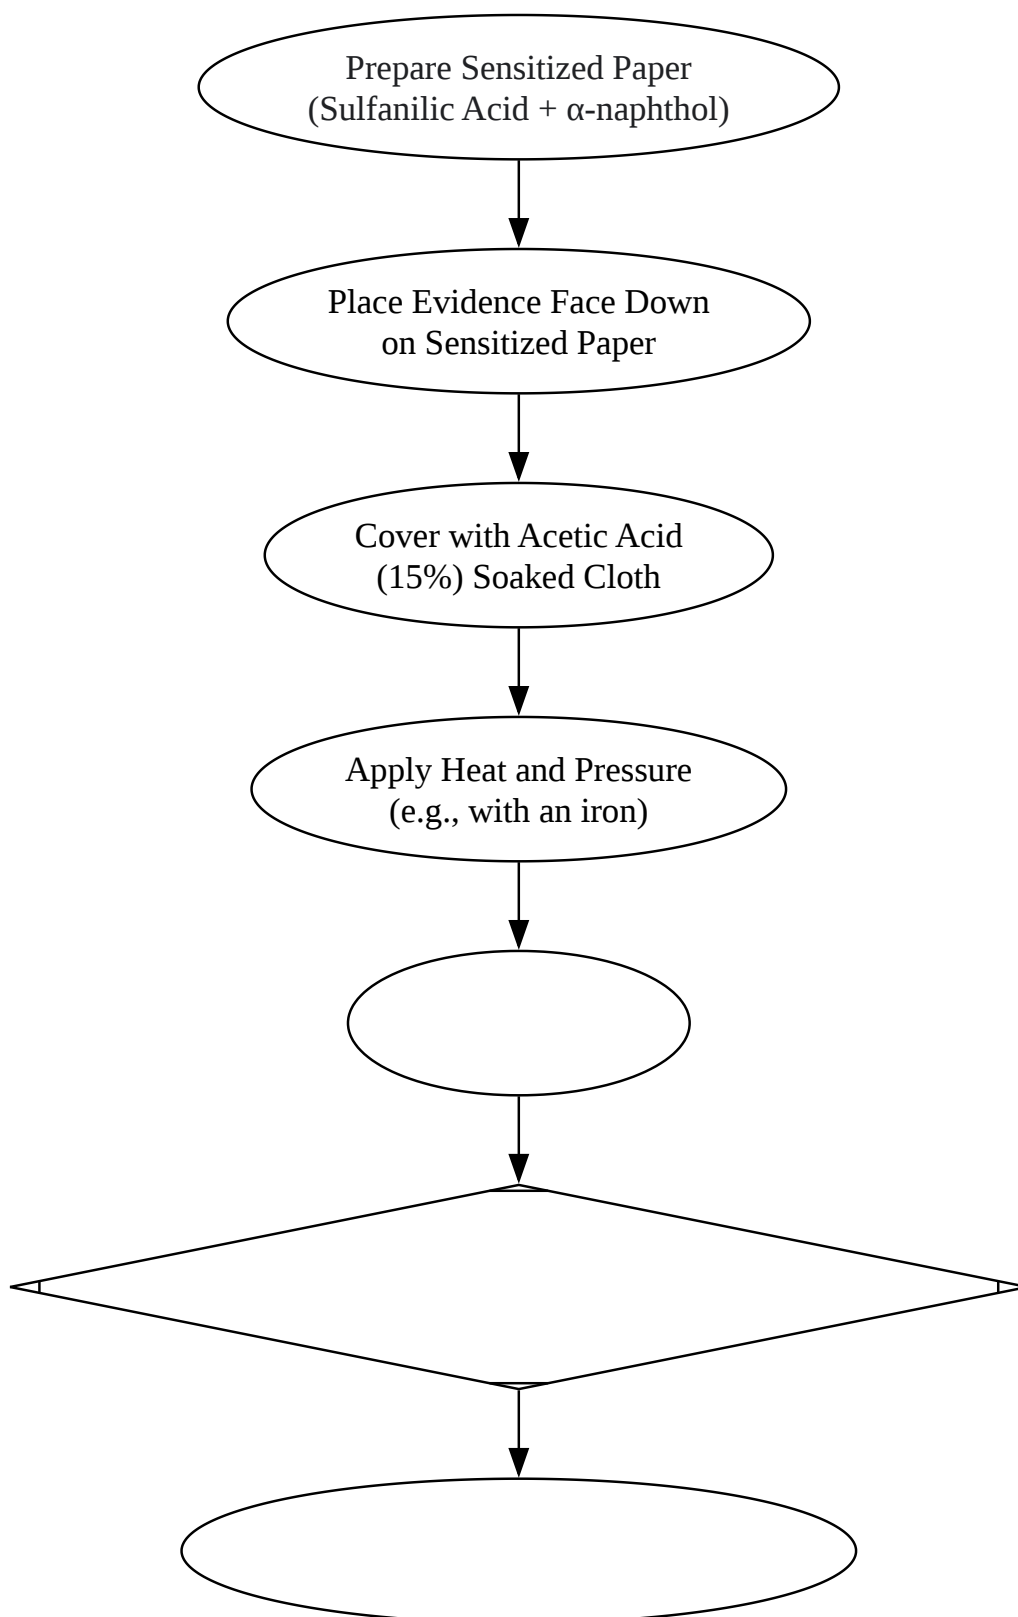 Prepare Sensitized Paper
(Sulfanilic Acid + α-naphthol)
Place Evidence Face Down
on Sensitized Paper
Cover with Acetic Acid
(15%) Soaked Cloth
Apply Heat and Pressure
(e.g., with an iron)